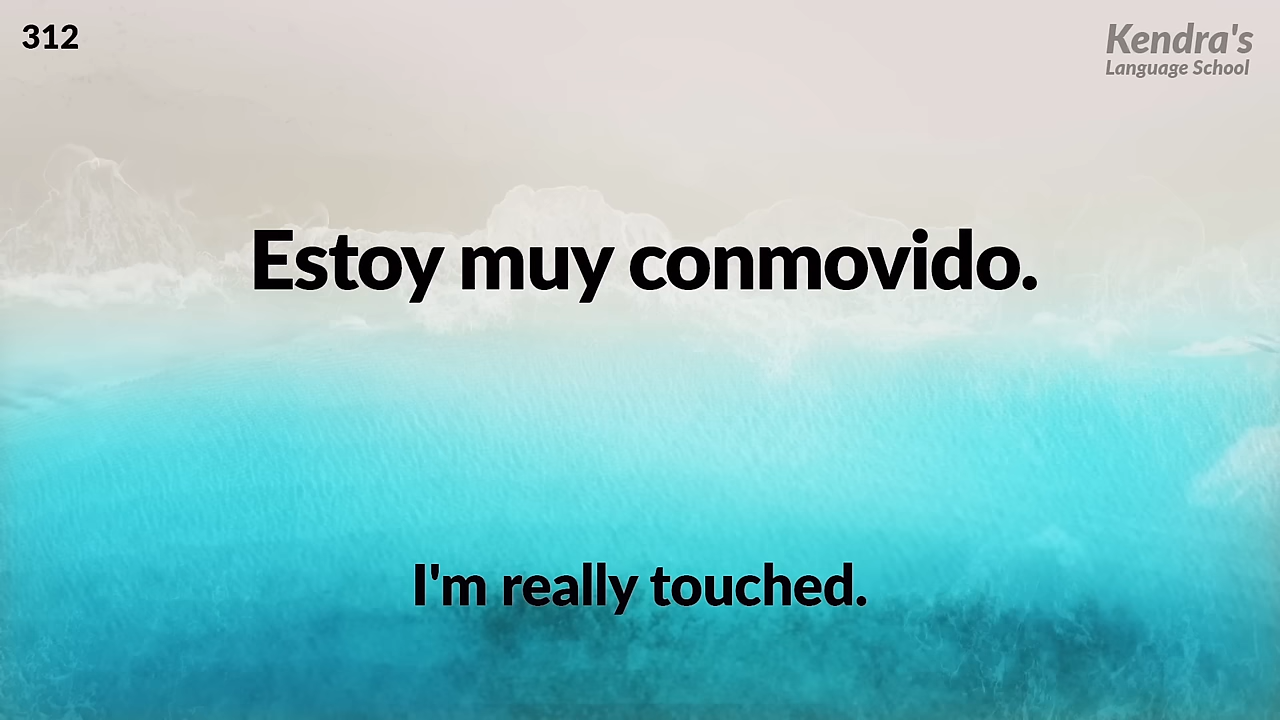 312
Kendra's
Language School
Estoy muy conmovido.
I'm really touched.